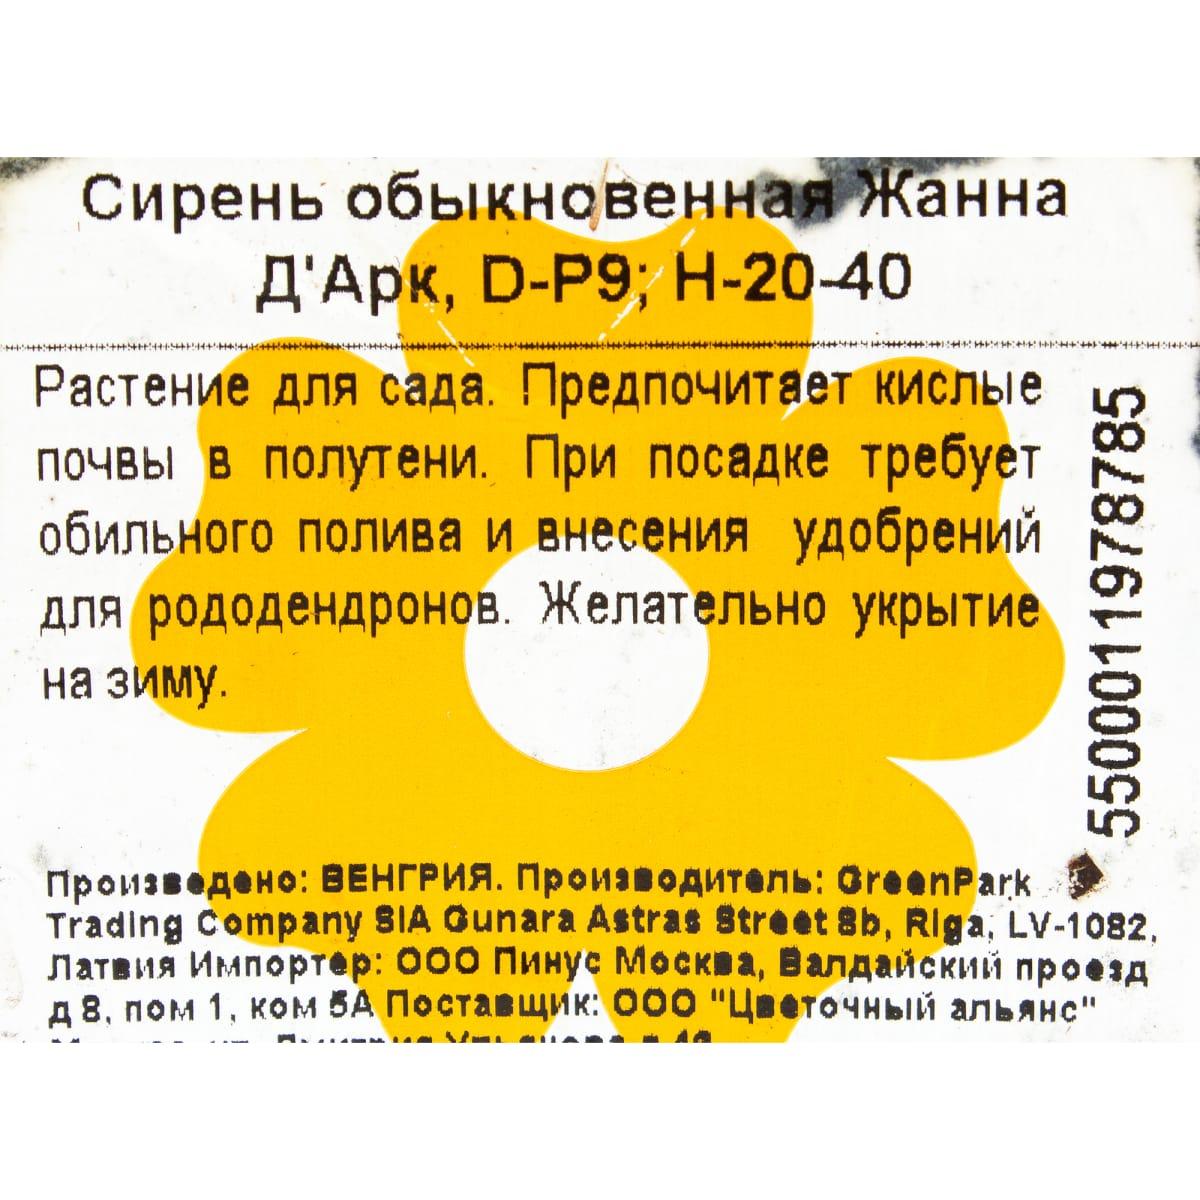 Сирень обыкновенная Жанна
Д'Арк, D-P9; H-20-40
Растение для сада. Предпочитает кислые
почвы в полутени. При посадке требует
обильного полива и внесения удобрений
для рододендронов. Желательно укрытие
на зиму.
5500011978785
Произведено: ВЕНГРИЯ. Производитель: GreenPark
Trading Company SIA Gunara Astras Street 8b, Riga, LV-1082,
Латвия Импортер: ООО Пинус Москва, Валдайский проезд
д 8, пом 1, ком 5А Поставщик: ООО "Цветочный альянс"